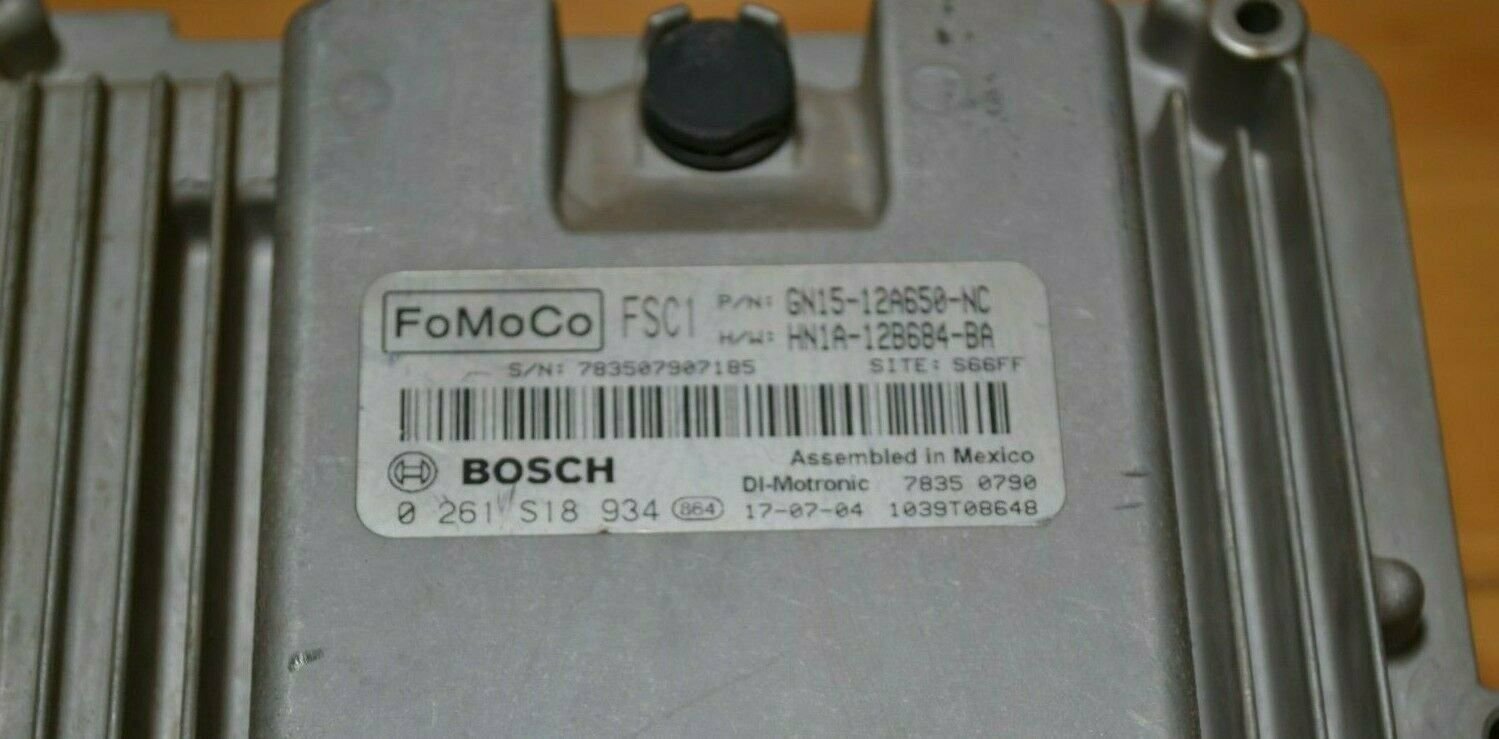 FoMoCo FSC1 P/N: GN15-12A650-NC
H/W: HN1A-12B684-BA
S/N: 783507907185 SITE: S66FF
BOSCH Assembled in Mexico
DI-Motronic 7835 0790
0 261 S18 934 864 17-07-04 1039T08648